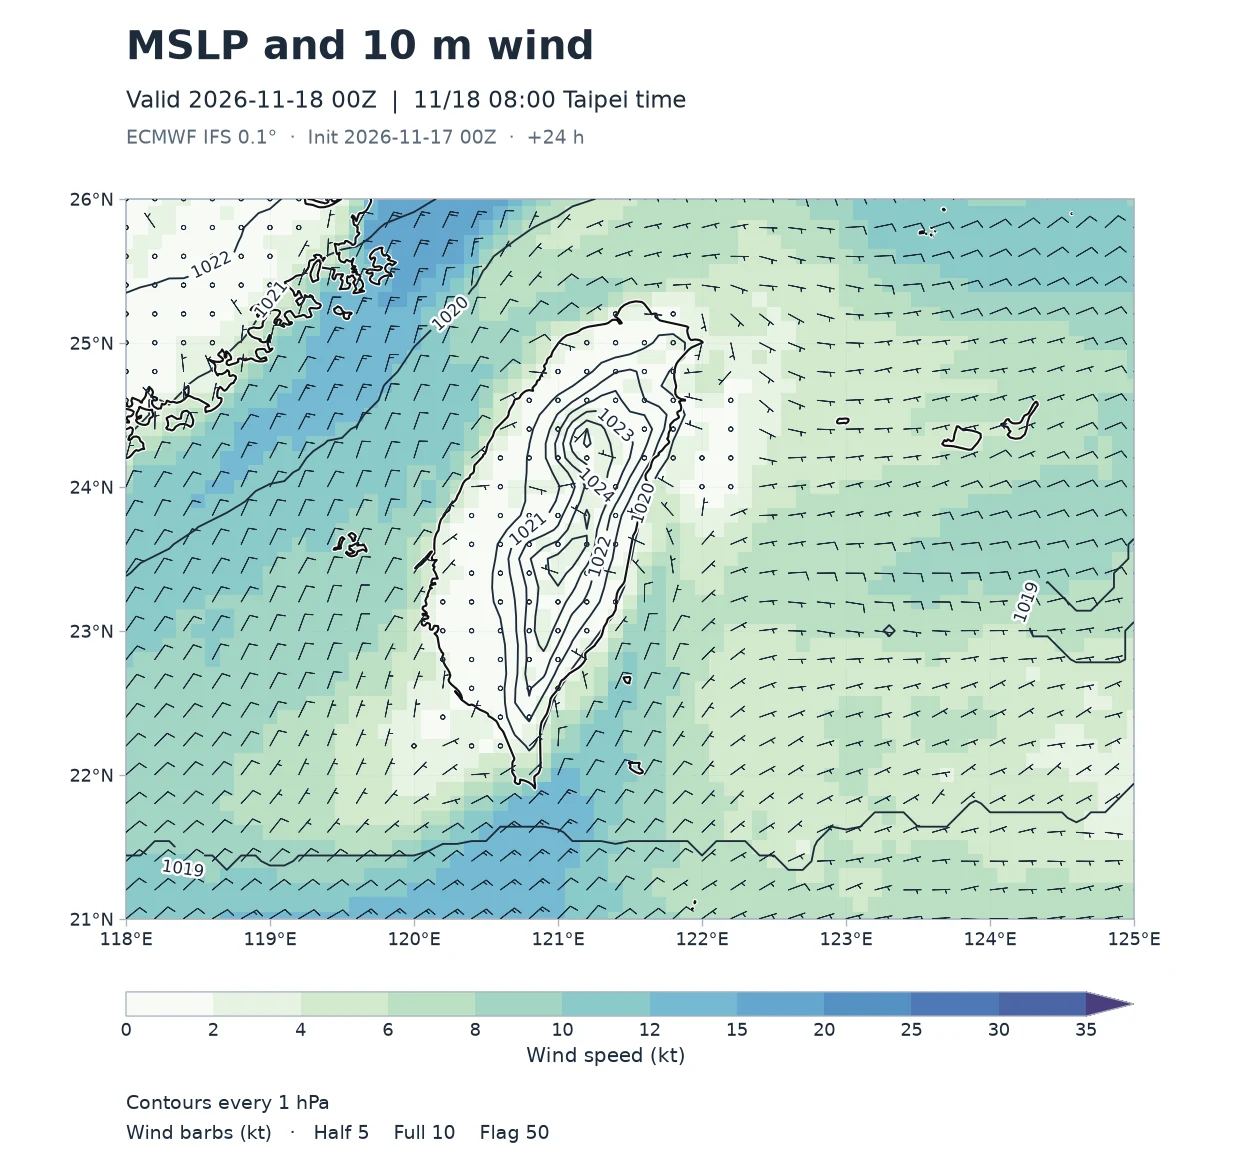 MSLP and 10 m wind
Valid 2026-11-18 00Z | 11/18 08:00 Taipei time
ECMWF IFS 0.1° · Init 2026-11-17 00Z · +24 h
26°N
25°N
24°N
23°N
22°N
21°N
1022
1021
1020
1023
1024
1020
1021
1022
1019
1019
118°E 119°E 120°E 121°E 122°E 123°E 124°E 125°E
0 2 4 6 8 10 12 15 20 25 30 35
Wind speed (kt)
Contours every 1 hPa
Wind barbs (kt) · Half 5 Full 10 Flag 50